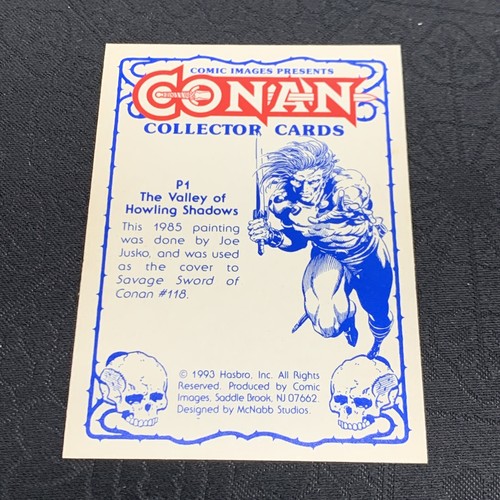 COMIC IMAGES PRESENTS
CONAN
COLLECTOR CARDS
P1
The Valley of
Howling Shadows
This 1985 painting
was done by Joe
Jusko, and was used
as the cover to
Savage Sword of
Conan #118.
© 1993 Hasbro, Inc. All Rights
Reserved. Produced by Comic
Images, Saddle Brook, NJ 07662.
Designed by McNabb Studios.